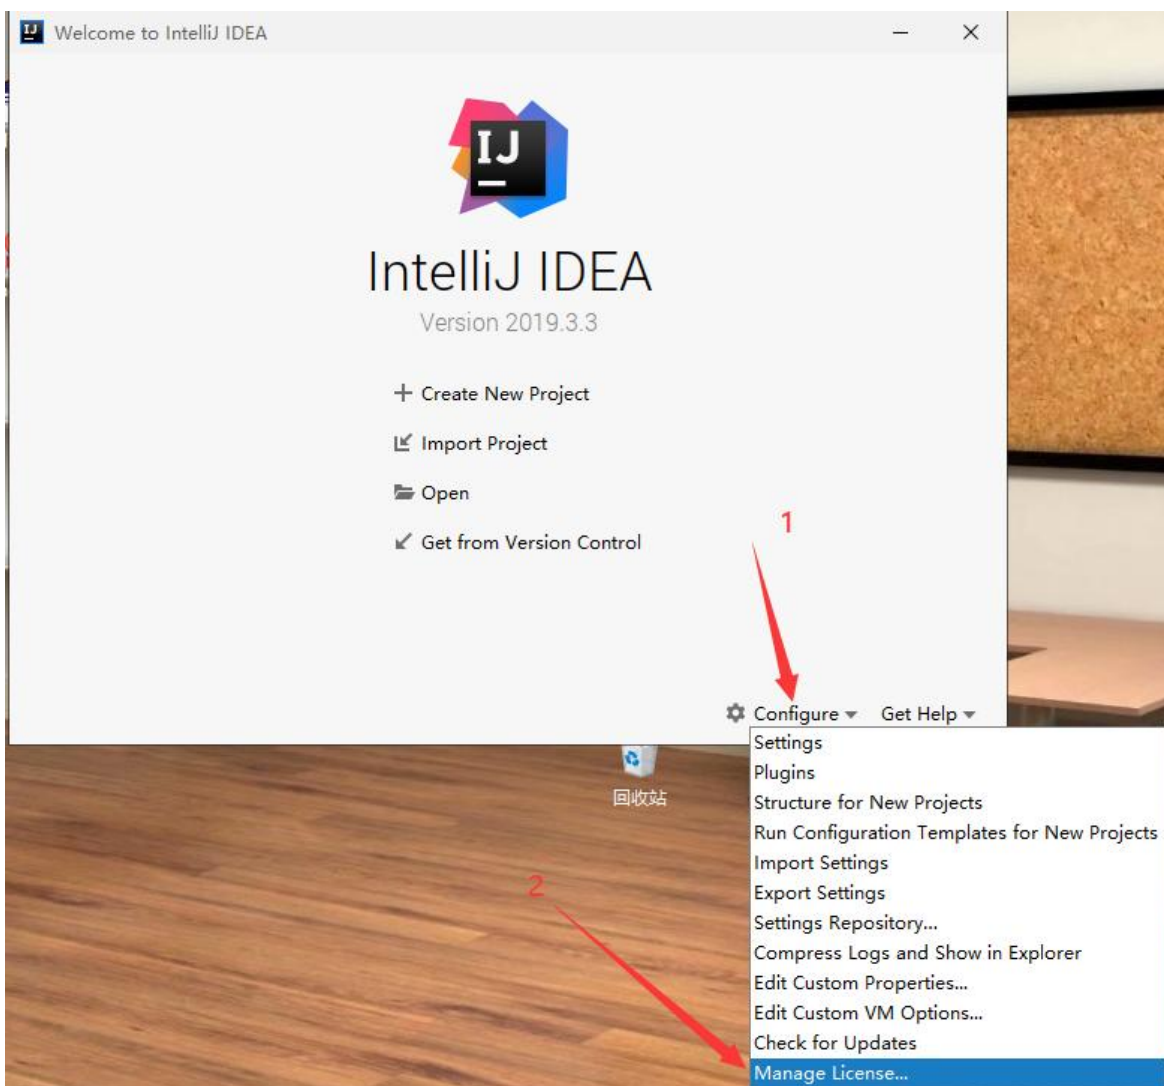 Welcome to IntelliJ IDEA
IJ
IntelliJ IDEA
Version 2019.3.3
Create New Project
Import Project
Open
Get from Version Control
1
Configure
Get Help
Settings
Plugins
Structure for New Projects
Run Configuration Templates for New Projects
Import Settings
Export Settings
Settings Repository...
Compress Logs and Show in Explorer
Edit Custom Properties...
Edit Custom VM Options...
Check for Updates
Manage License...
回收站
2